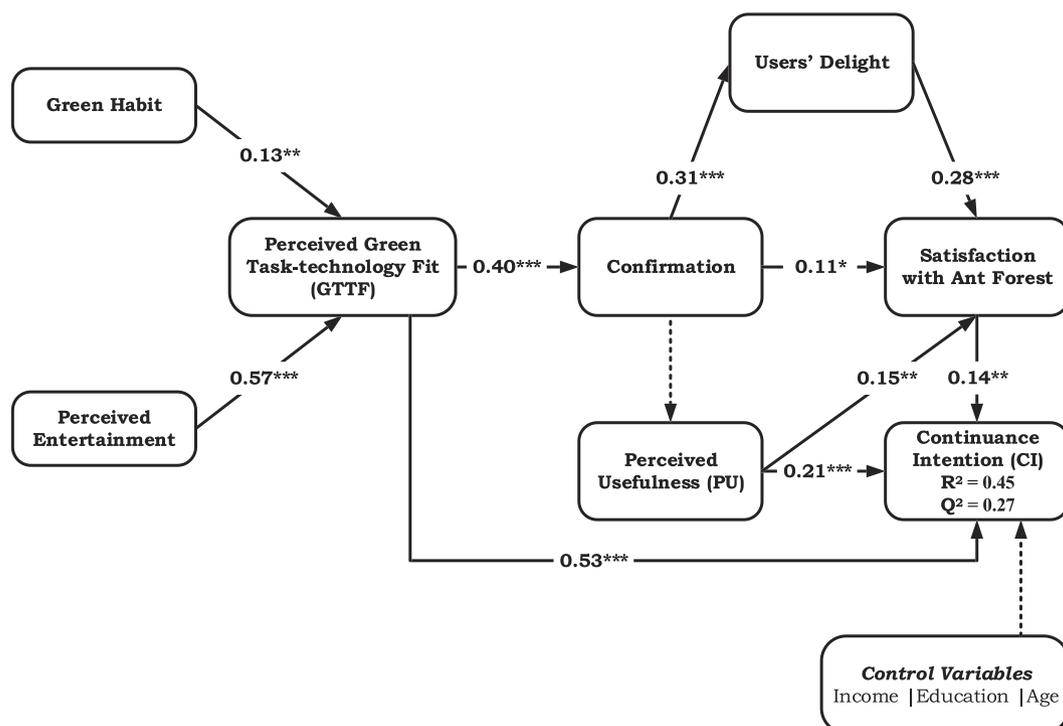 Users' Delight
Green Habit
0.13**
0.31***
0.28***
Perceived Green
Task-technology Fit
(GTTF)
0.40***
Confirmation
0.11*
Satisfaction
with Ant Forest
0.57***
0.15**
0.14**
Perceived
Entertainment
Perceived
Usefulness (PU)
0.21***
Continuance
Intention (CI)
R² = 0.45
Q² = 0.27
0.53***
Control Variables
Income |Education |Age